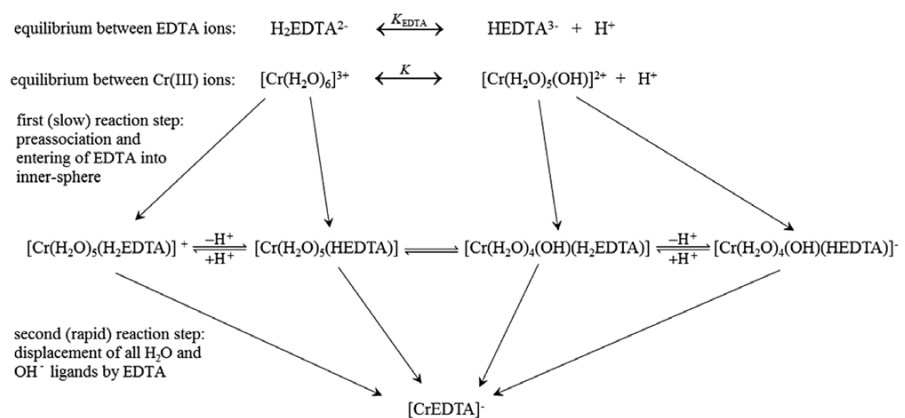 equilibrium between EDTA ions: H₂EDTA²⁻ K_EDTA HEDTA³⁻ + H⁺
equilibrium between Cr(III) ions: [Cr(H₂O)₆]³⁺ K [Cr(H₂O)₅(OH)]²⁺ + H⁺
first (slow) reaction step:
preassociation and
entering of EDTA into
inner-sphere
[Cr(H₂O)₅(H₂EDTA)]⁺ –H⁺ +H⁺ [Cr(H₂O)₅(HEDTA)] [Cr(H₂O)₄(OH)(H₂EDTA)] –H⁺ +H⁺ [Cr(H₂O)₄(OH)(HEDTA)]⁻
second (rapid) reaction step:
displacement of all H₂O and
OH⁻ ligands by EDTA
[CrEDTA]⁻